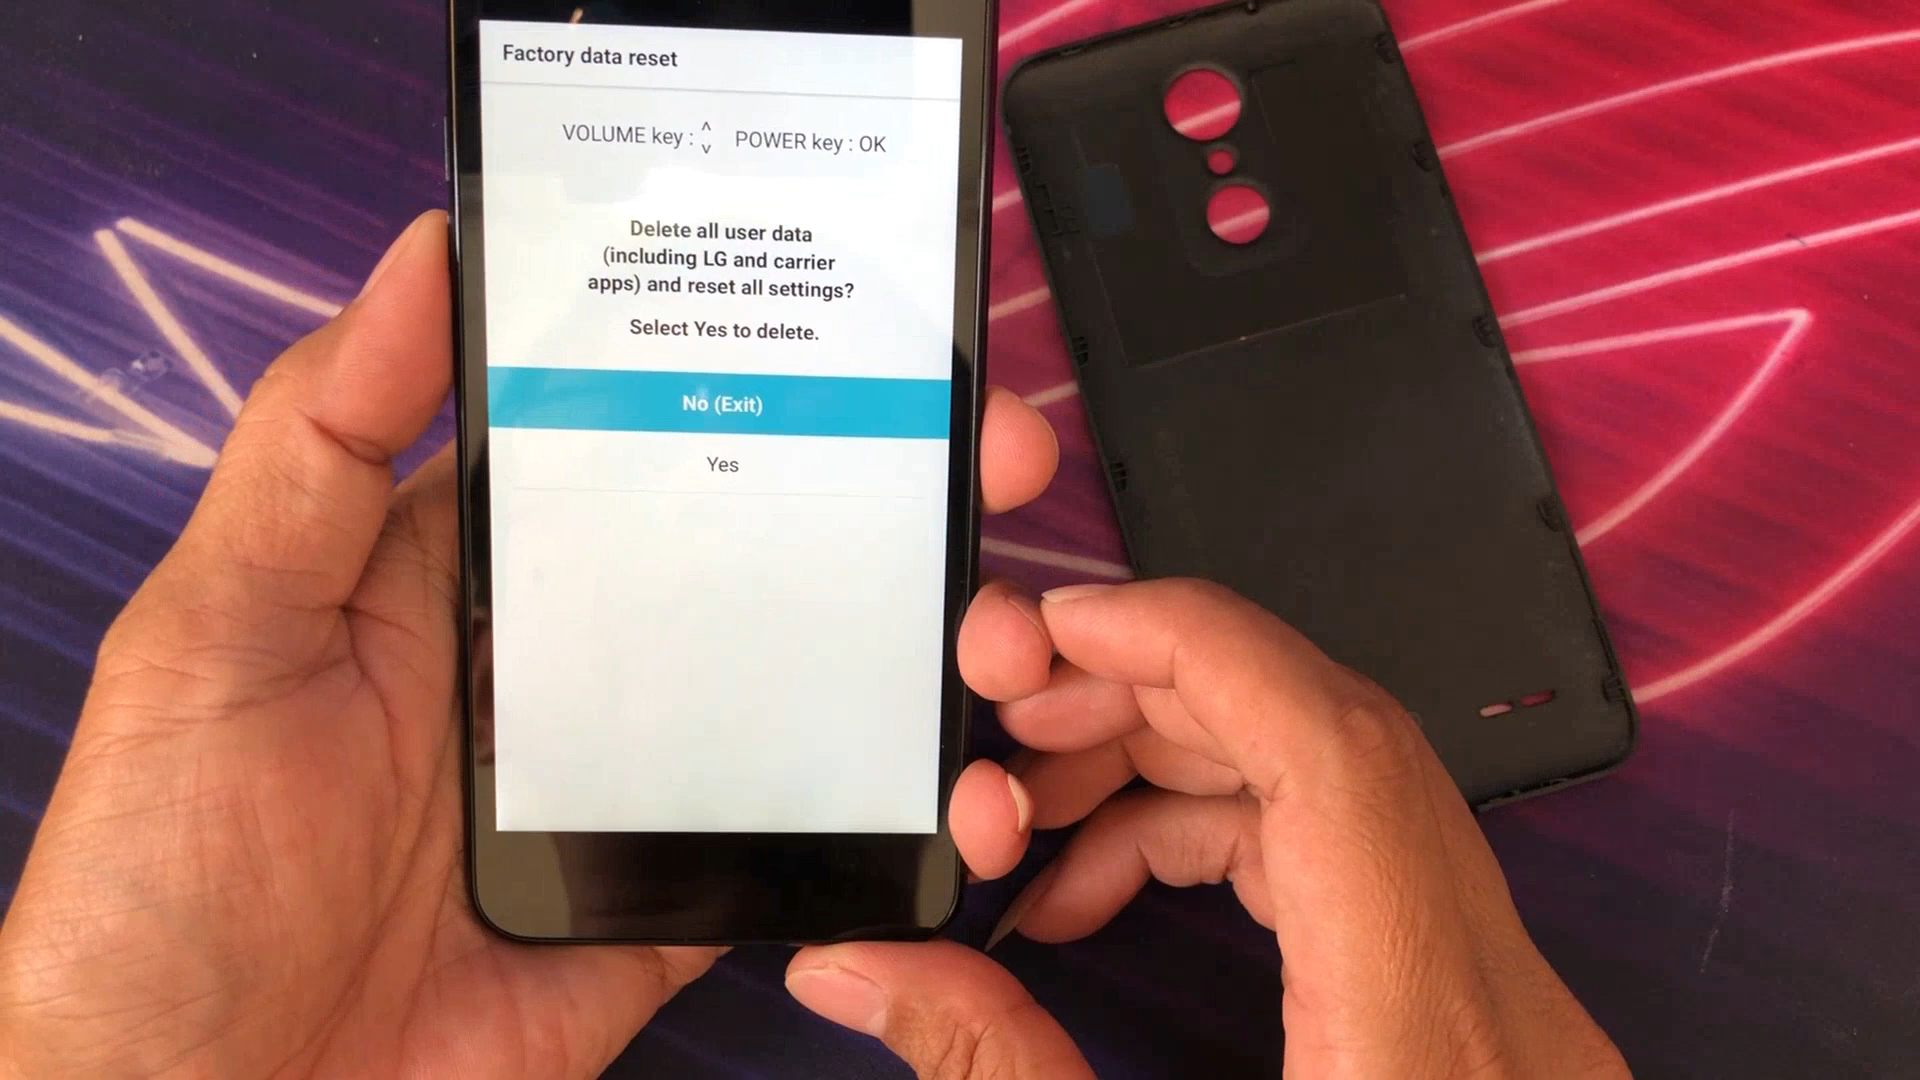 Factory data reset
VOLUME key : ^ v POWER key : OK
Delete all user data
(including LG and carrier
apps) and reset all settings?
Select Yes to delete.
No (Exit)
Yes